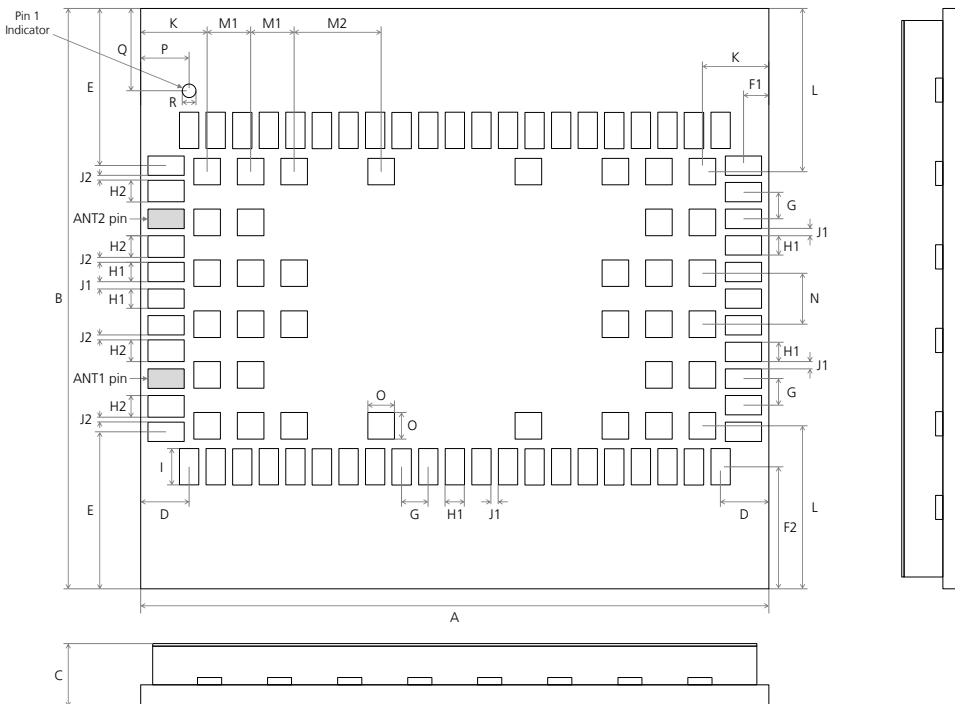 Pin 1
Indicator
Q
K
M1
M1
M2
P
E
K
F1
L
R
J2
H2
G
ANT2 pin
J1
H2
H1
J2
H1
J1
H1
B
N
J2
H2
H1
J1
ANT1 pin
G
H2
O
O
J2
I
E
D
G
H1
J1
D
F2
L
A
C